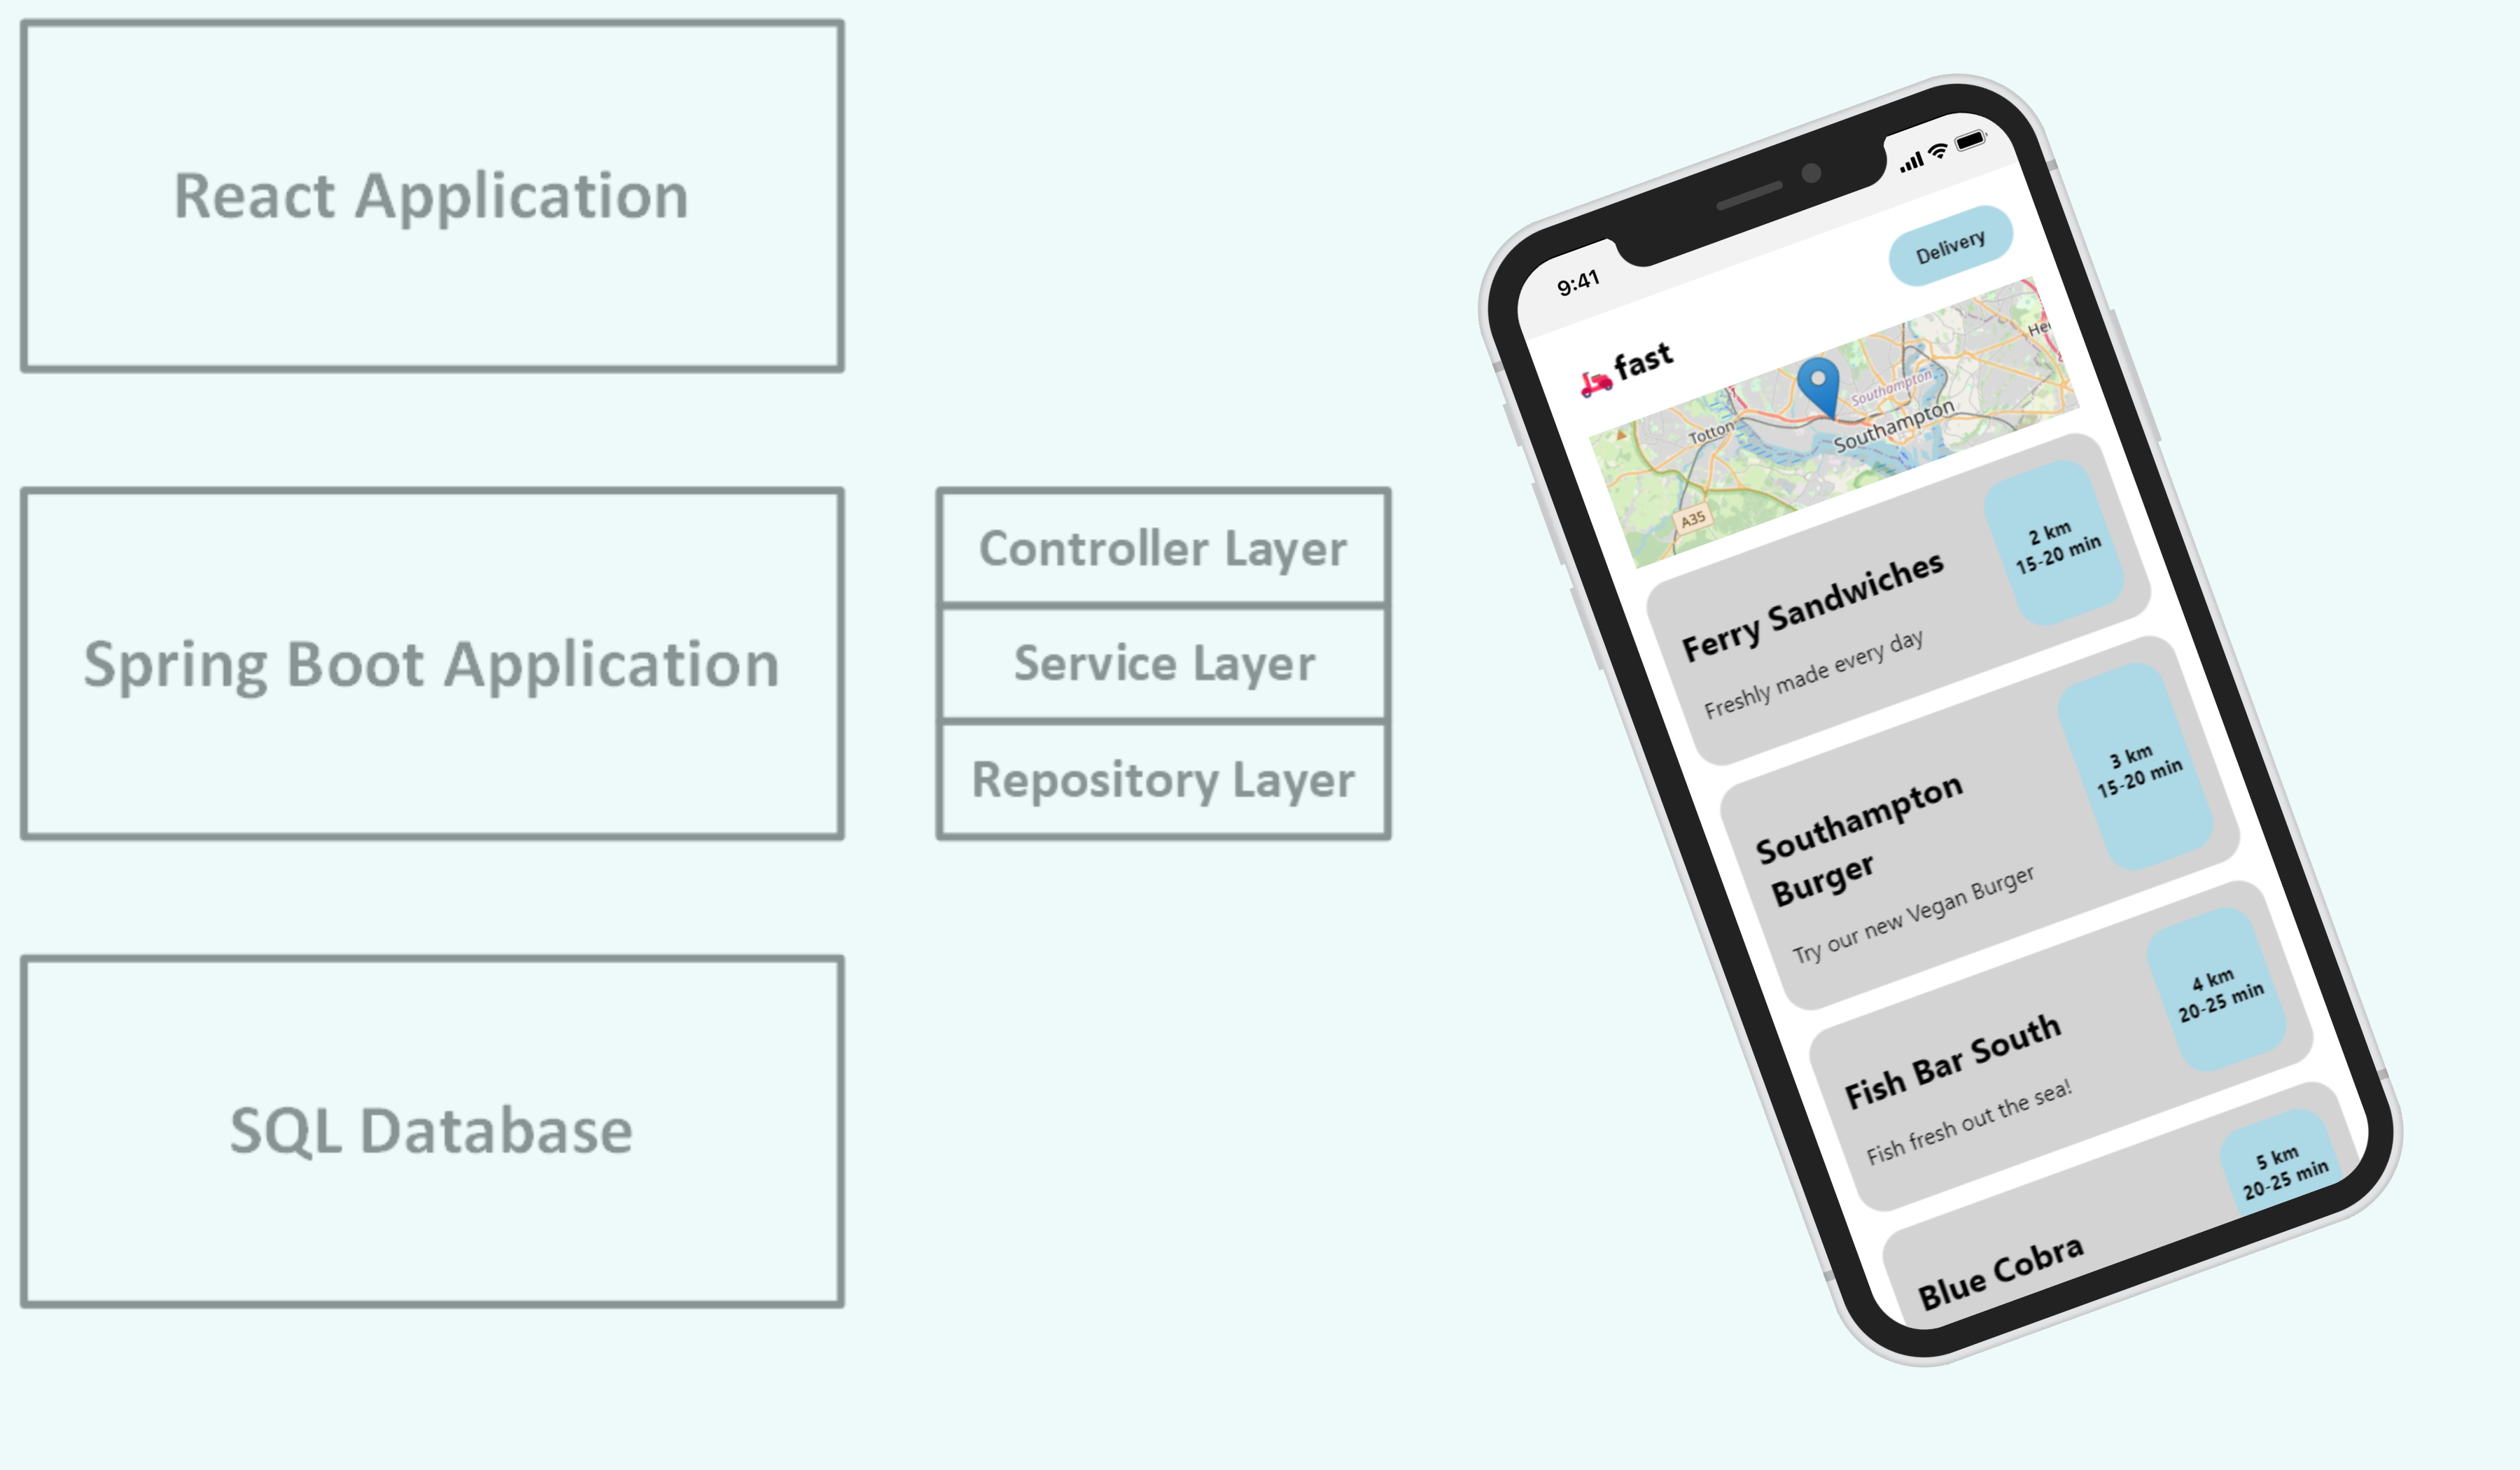 React Application
Spring Boot Application
SQL Database
Controller Layer
Service Layer
Repository Layer
9:41
Delivery
fast
Southampton
Totton
Southampton
A35
Ferry Sandwiches
Freshly made every day
2 km
15-20 min
Southampton
Burger
Try our new Vegan Burger
3 km
15-20 min
Fish Bar South
Fish fresh out the sea!
4 km
20-25 min
Blue Cobra
5 km
20-25 min